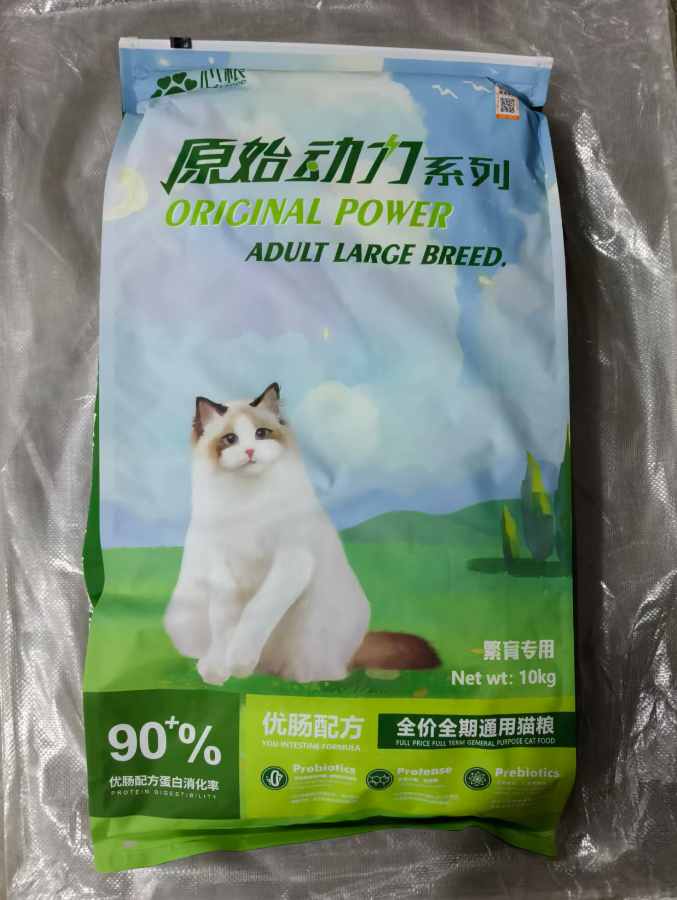 心粮
原始动力系列
ORIGINAL POWER
ADULT LARGE BREED.
繁育专用
Net wt: 10kg
90+%
优肠配方蛋白消化率
PROTEIN DIGESTIBILITY
优肠配方
YOU INTESTINE FORMULA
全价全期通用猫粮
FULL PRICE FULL TERM GENERAL PURPOSE CAT FOOD
Probiotics
Protease
Prebiotics